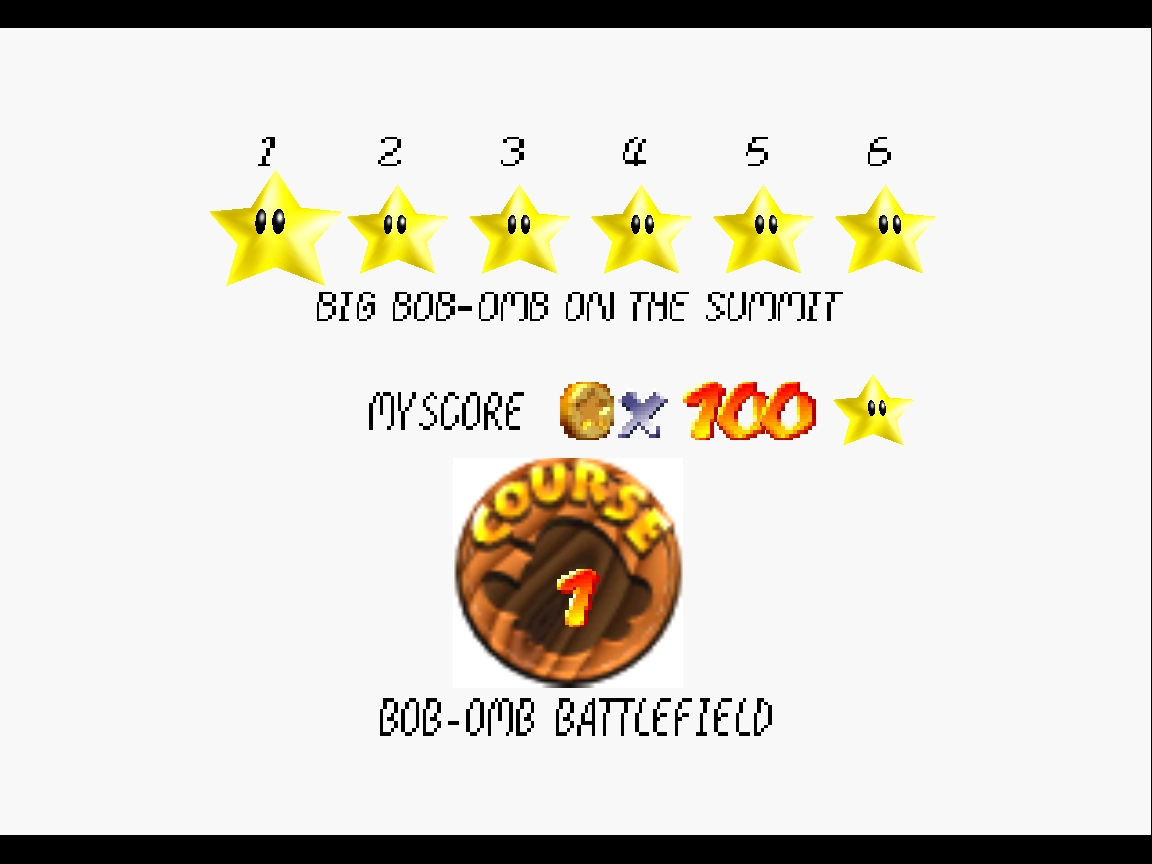 1 2 3 4 5 6
BIG BOB-OMB ON THE SUMMIT
MYSCORE × 100
COURSE
1
BOB-OMB BATTLEFIELD